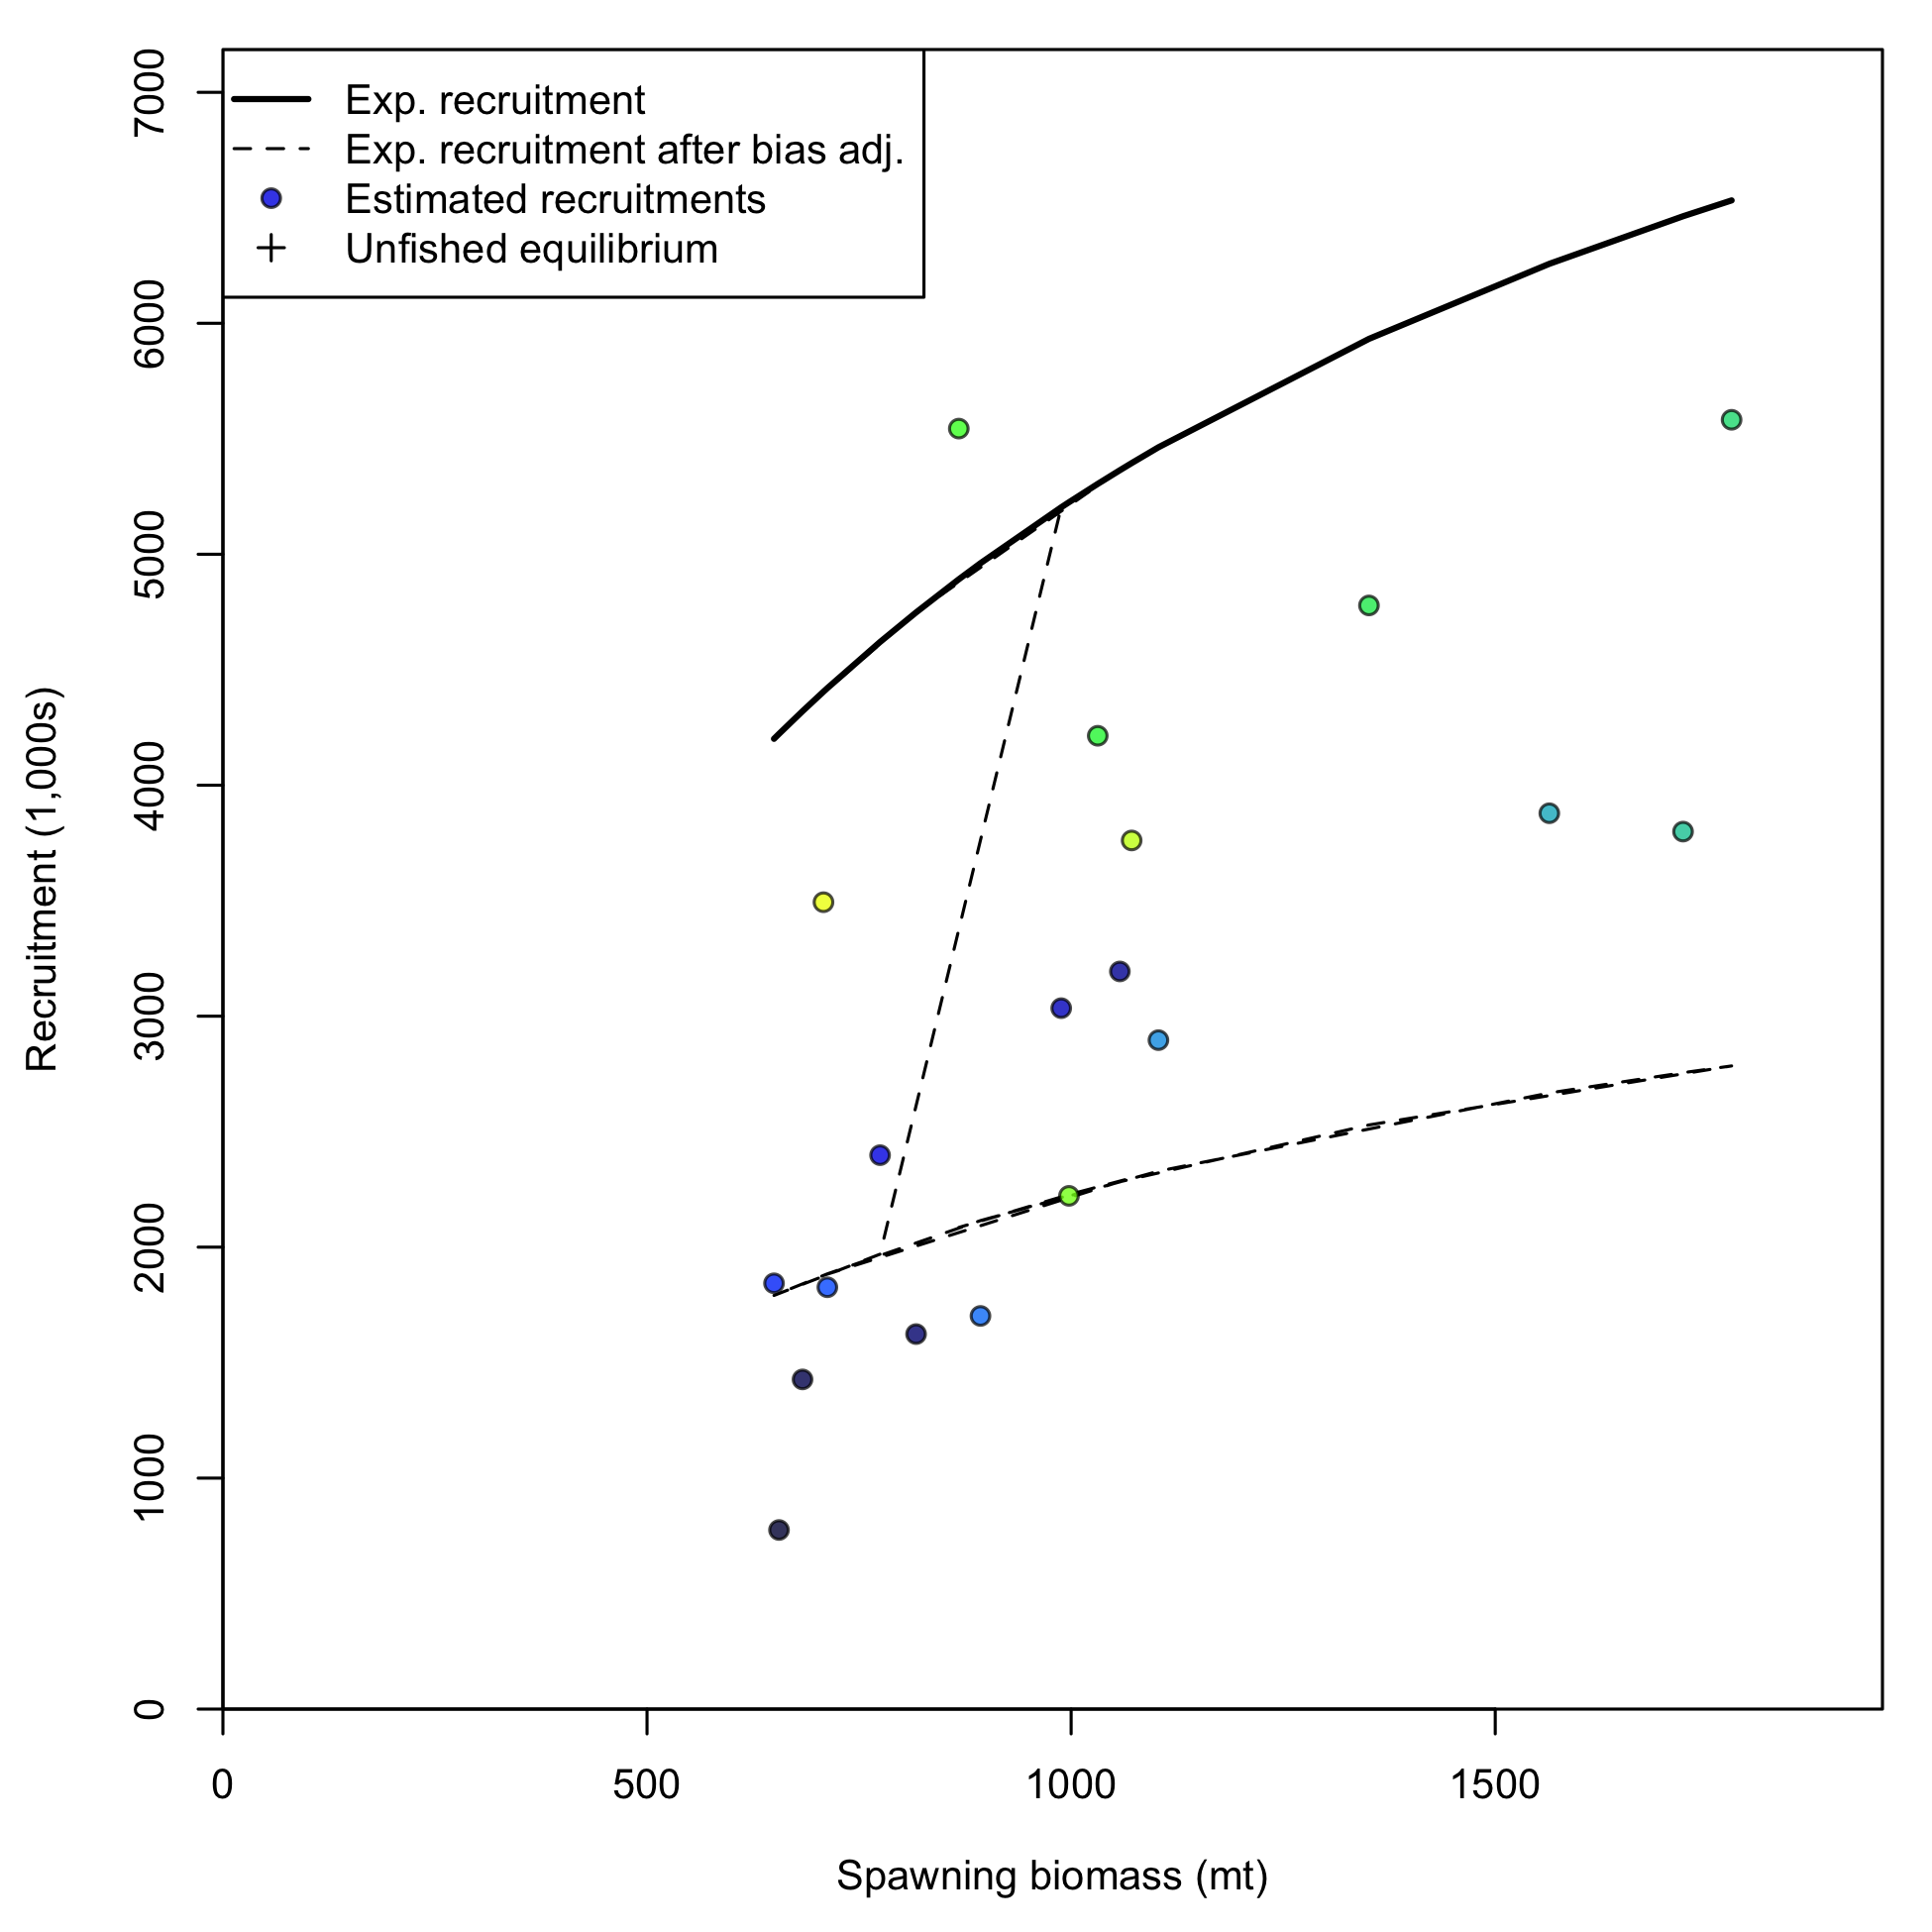 Exp. recruitment
Exp. recruitment after bias adj.
Estimated recruitments
Unfished equilibrium
7000
6000
5000
4000
3000
2000
1000
0
Recruitment (1,000s)
0 500 1000 1500
Spawning biomass (mt)